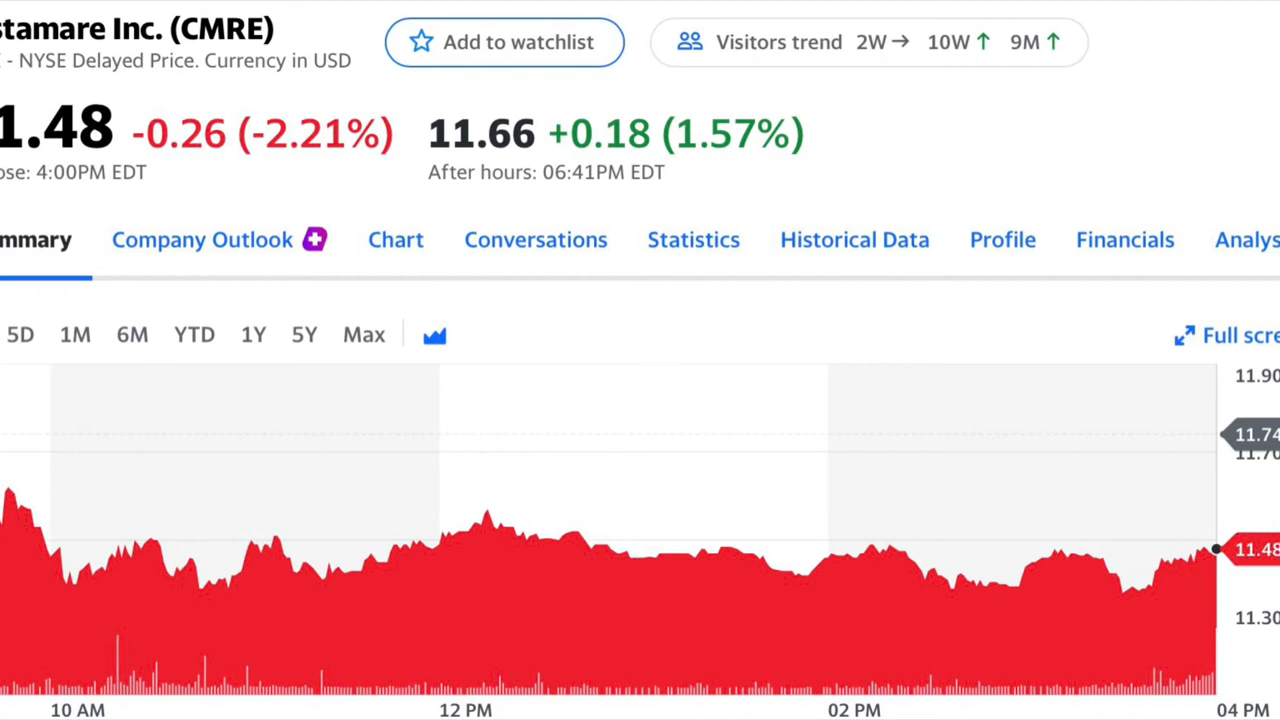 stamare Inc. (CMRE)
- NYSE Delayed Price. Currency in USD
Add to watchlist
Visitors trend 2W→ 10W↑ 9M↑
1.48 -0.26 (-2.21%)
ose: 4:00PM EDT
11.66 +0.18 (1.57%)
After hours: 06:41PM EDT
mmary Company Outlook Chart Conversations Statistics Historical Data Profile Financials Analys
5D 1M 6M YTD 1Y 5Y Max
Full scre
11.90
11.74
11.70
11.48
11.30
10 AM 12 PM 02 PM 04 PM